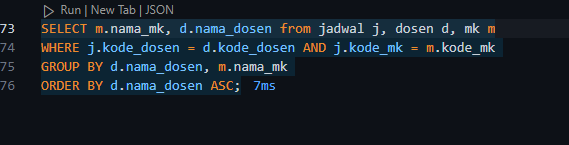 Run | New Tab | JSON
73 SELECT m.nama_mk, d.nama_dosen from jadwal j, dosen d, mk m
74 WHERE j.kode_dosen = d.kode_dosen AND j.kode_mk = m.kode_mk
75 GROUP BY d.nama_dosen, m.nama_mk
76 ORDER BY d.nama_dosen ASC; 7ms